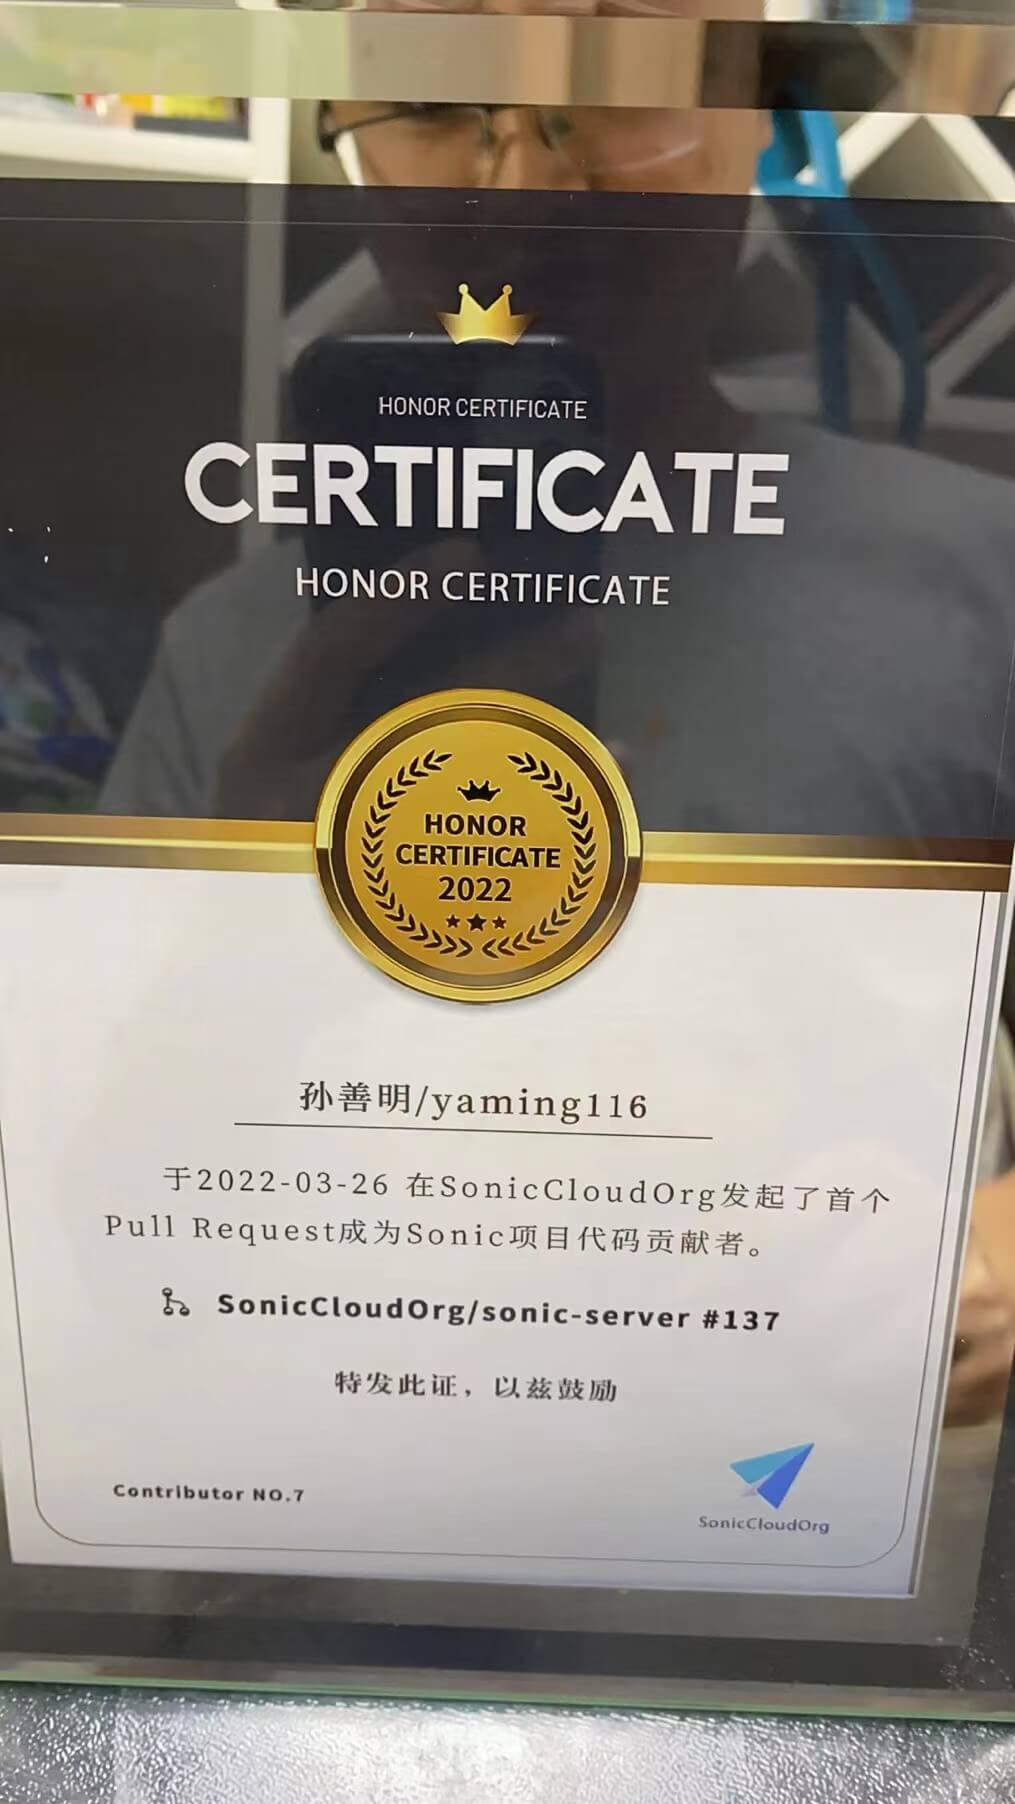 HONOR CERTIFICATE
CERTIFICATE
HONOR CERTIFICATE
HONOR
CERTIFICATE
2022
孙善明/yaming116
于2022-03-26 在SonicCloudOrg发起了首个
Pull Request成为Sonic项目代码贡献者。
SonicCloudOrg/sonic-server #137
特发此证，以兹鼓励
Contributor NO.7
SonicCloudOrg